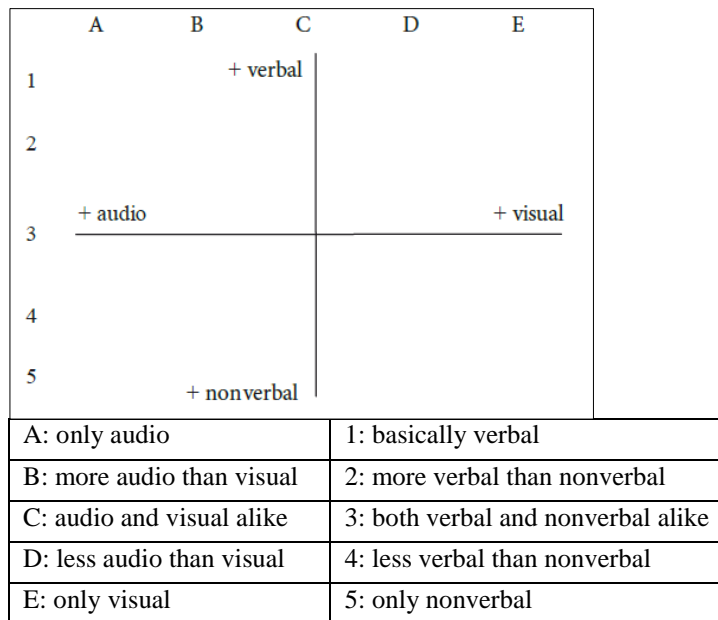 A B C D E
+ verbal
1
2
+ audio + visual
3
4
5
+ nonverbal
A: only audio 1: basically verbal
B: more audio than visual 2: more verbal than nonverbal
C: audio and visual alike 3: both verbal and nonverbal alike
D: less audio than visual 4: less verbal than nonverbal
E: only visual 5: only nonverbal